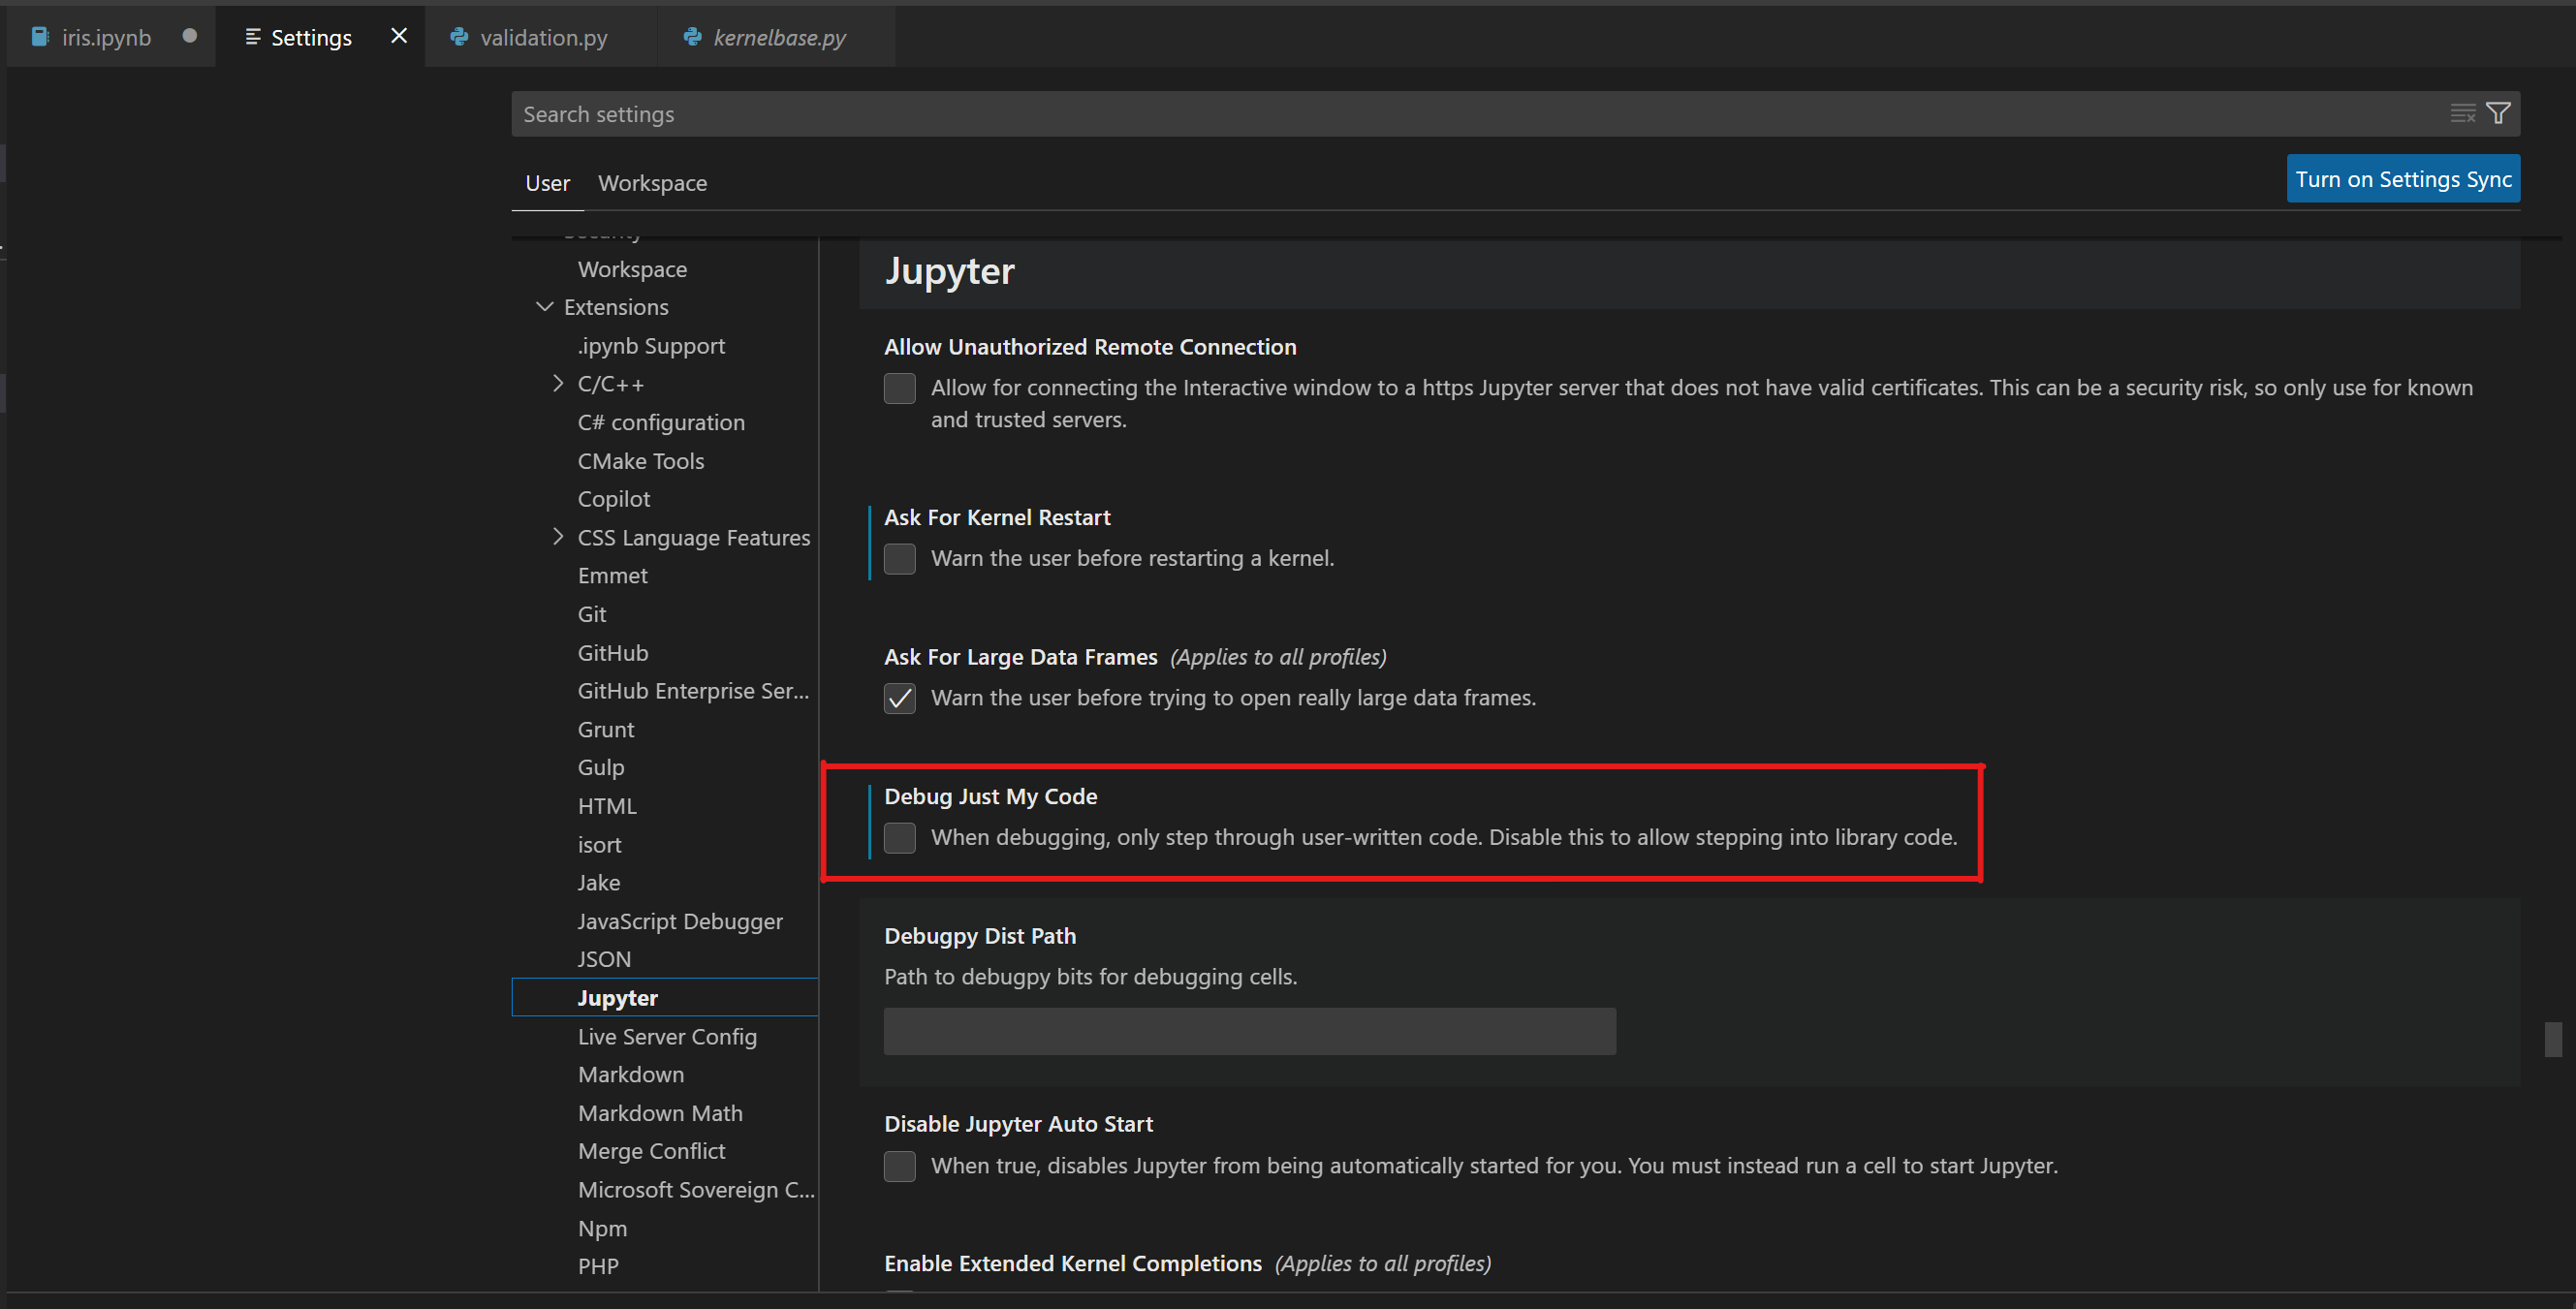 iris.ipynb
Settings
validation.py
kernelbase.py
Search settings
User
Workspace
Turn on Settings Sync
Security
Workspace
Extensions
.ipynb Support
C/C++
C# configuration
CMake Tools
Copilot
CSS Language Features
Emmet
Git
GitHub
GitHub Enterprise Ser...
Grunt
Gulp
HTML
isort
Jake
JavaScript Debugger
JSON
Jupyter
Live Server Config
Markdown
Markdown Math
Merge Conflict
Microsoft Sovereign C...
Npm
PHP
Jupyter
Allow Unauthorized Remote Connection
Allow for connecting the Interactive window to a https Jupyter server that does not have valid certificates. This can be a security risk, so only use for known
and trusted servers.
Ask For Kernel Restart
Warn the user before restarting a kernel.
Ask For Large Data Frames (Applies to all profiles)
Warn the user before trying to open really large data frames.
Debug Just My Code
When debugging, only step through user-written code. Disable this to allow stepping into library code.
Debugpy Dist Path
Path to debugpy bits for debugging cells.
Disable Jupyter Auto Start
When true, disables Jupyter from being automatically started for you. You must instead run a cell to start Jupyter.
Enable Extended Kernel Completions (Applies to all profiles)